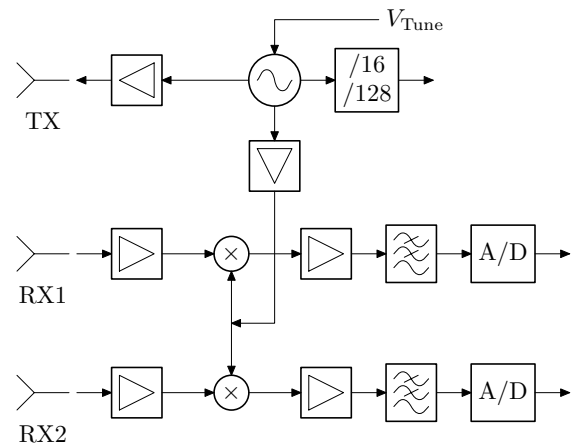 V_Tune
/16
/128
TX
RX1
A/D
RX2
A/D